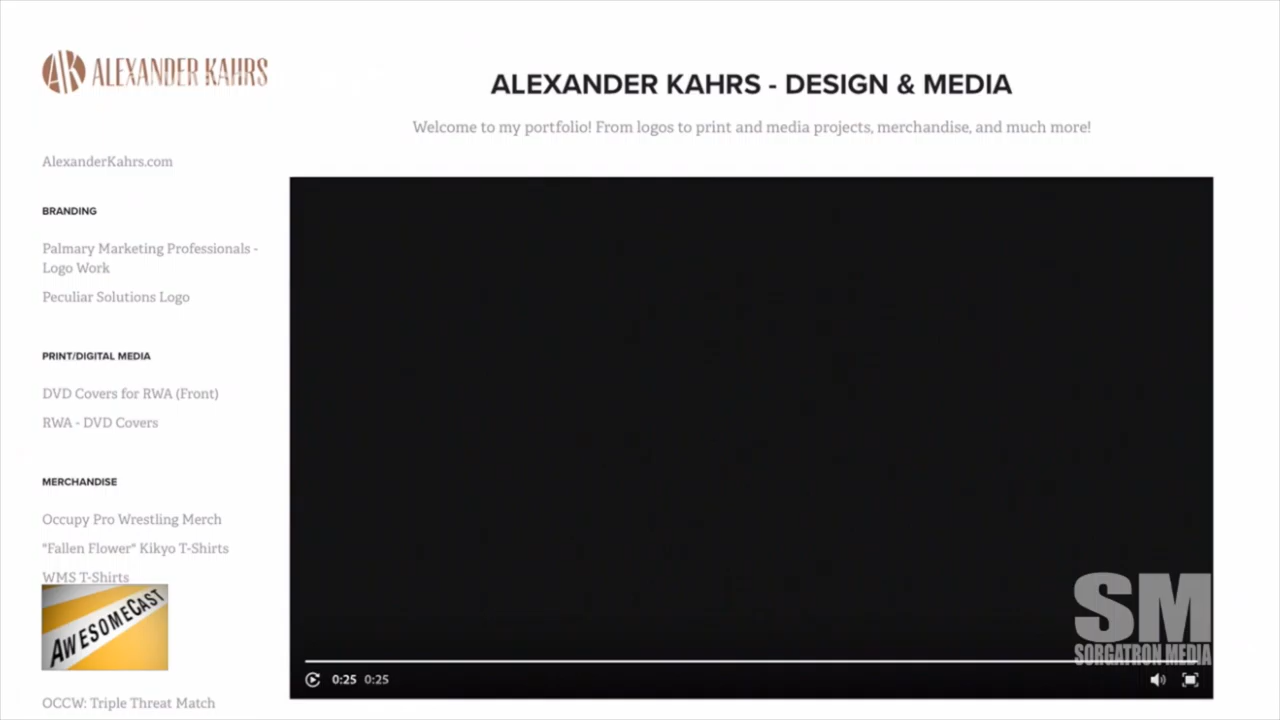 AK ALEXANDER KAHRS
ALEXANDER KAHRS - DESIGN & MEDIA
Welcome to my portfolio! From logos to print and media projects, merchandise, and much more!
AlexanderKahrs.com
BRANDING
Palmary Marketing Professionals -
Logo Work
Peculiar Solutions Logo
PRINT/DIGITAL MEDIA
DVD Covers for RWA (Front)
RWA - DVD Covers
MERCHANDISE
Occupy Pro Wrestling Merch
"Fallen Flower" Kikyo T-Shirts
WMS T-Shirts
AWESOMECAST
OCCW: Triple Threat Match
0:25 0:25
SM
SORGATRON MEDIA